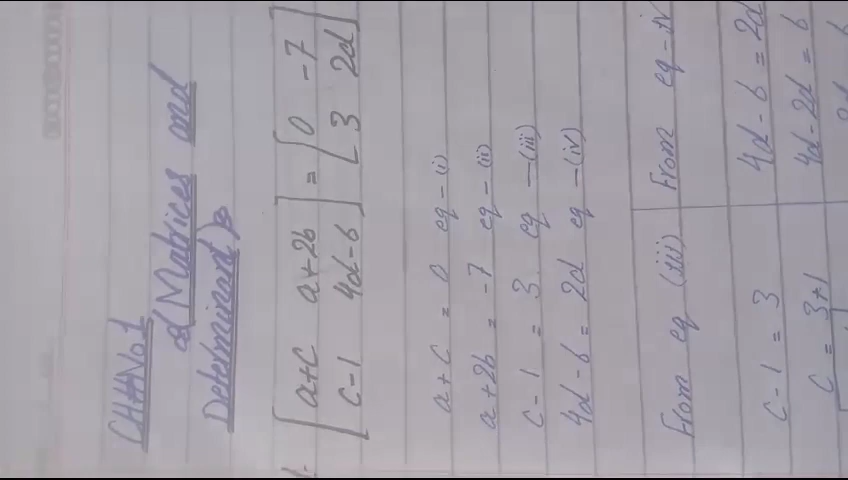 CH#No1
(Matrices and
Determinant)
1. [a+c a+2b] = [0 -7]
[c-1 4d-6] [3 2d]
a+c = 0 eq-(i)
a+2b = -7 eq-(ii)
c-1 = 3 eq-(iii)
4d-6 = 2d eq-(iv)
From eq (iii)
c-1 = 3
c = 3+1
From eq-iv
4d-6 = 2d
4d-2d = 6